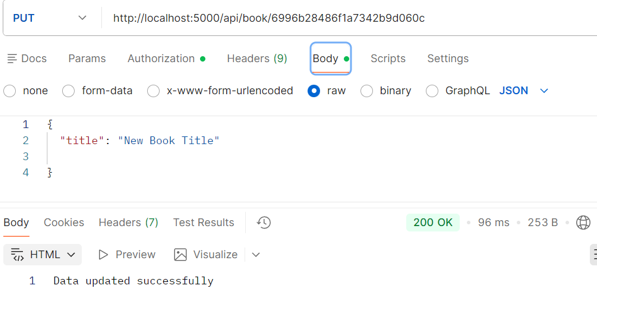 PUT http://localhost:5000/api/book/6996b28486f1a7342b9d060c
Docs Params Authorization Headers (9) Body Scripts Settings
none form-data x-www-form-urlencoded raw binary GraphQL JSON
1 {
2 "title": "New Book Title"
3
4 }
Body Cookies Headers (7) Test Results 200 OK • 96 ms • 253 B •
HTML Preview Visualize
1 Data updated successfully